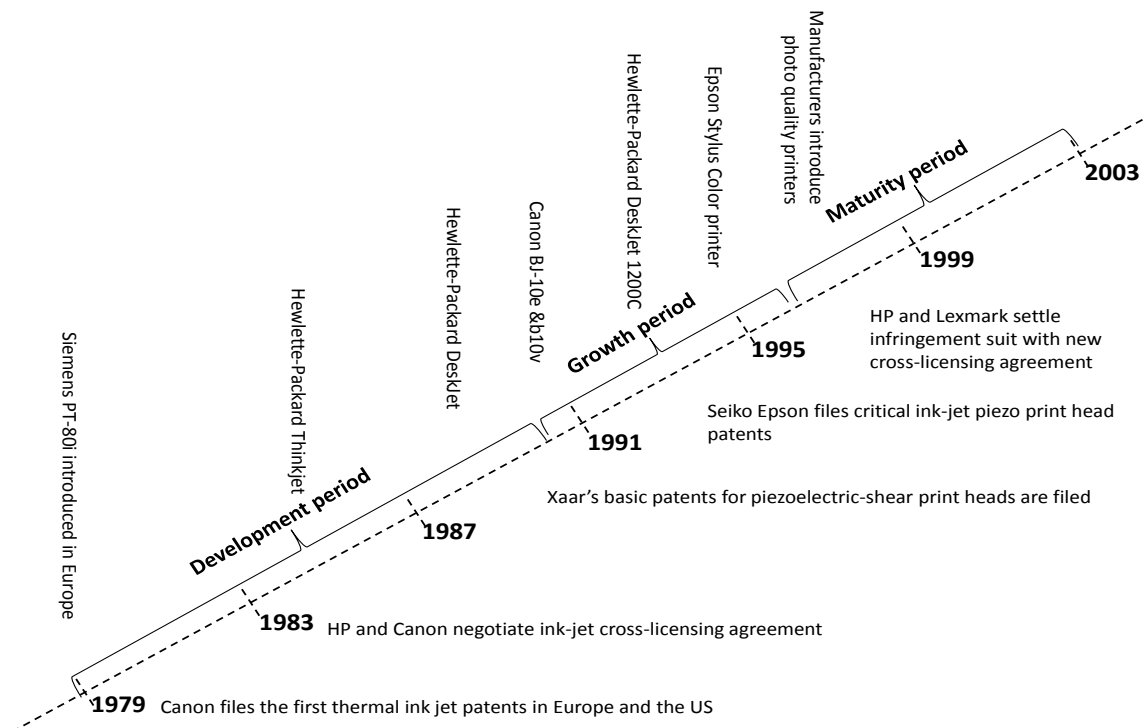 Manufacturers introduce
photo quality printers
Epson Stylus Color printer
Hewlette-Packard DeskJet 1200C
Canon BJ-10e &b10v
Hewlette-Packard DeskJet
Hewlette-Packard Thinkjet
Siemens PT-80i introduced in Europe
Maturity period
Growth period
Development period
2003
1999
HP and Lexmark settle
infringement suit with new
cross-licensing agreement
1995
Seiko Epson files critical ink-jet piezo print head
patents
1991
Xaar's basic patents for piezoelectric-shear print heads are filed
1987
1983 HP and Canon negotiate ink-jet cross-licensing agreement
1979 Canon files the first thermal ink jet patents in Europe and the US